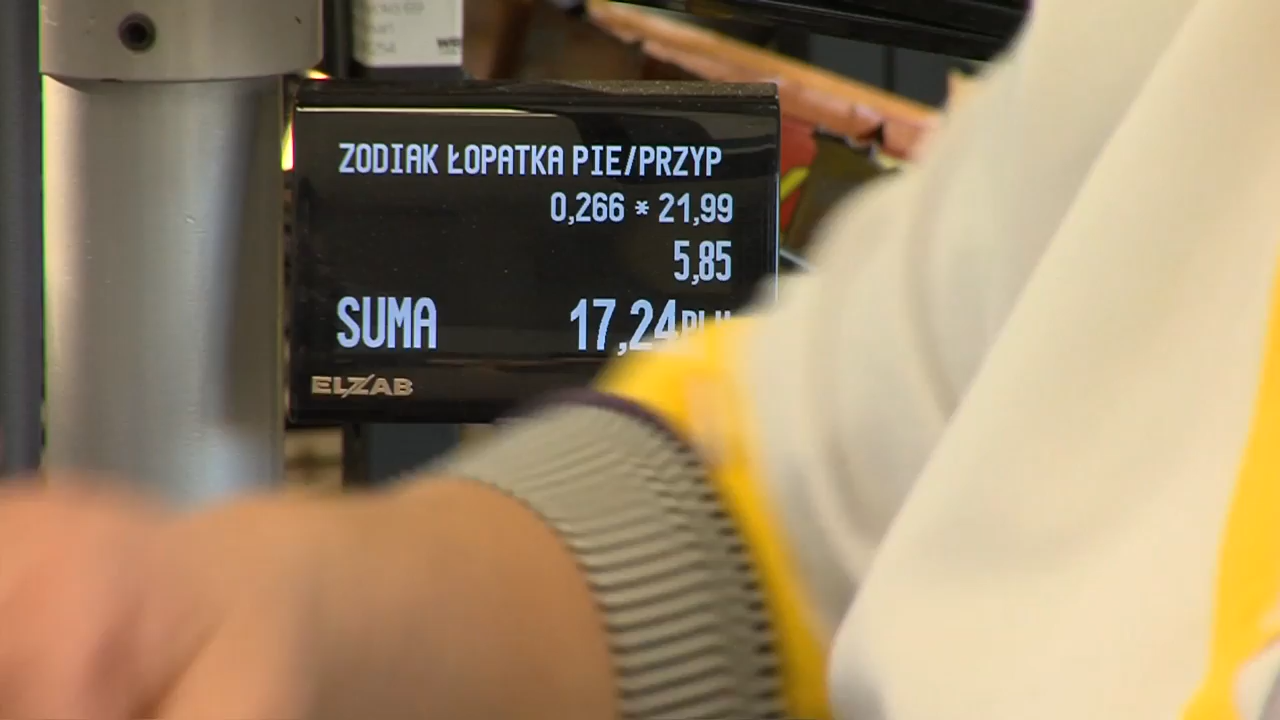 ZODIAK ŁOPATKA PIE/PRZYP
0,266 * 21,99
5,85
SUMA 17,24
ELZAB